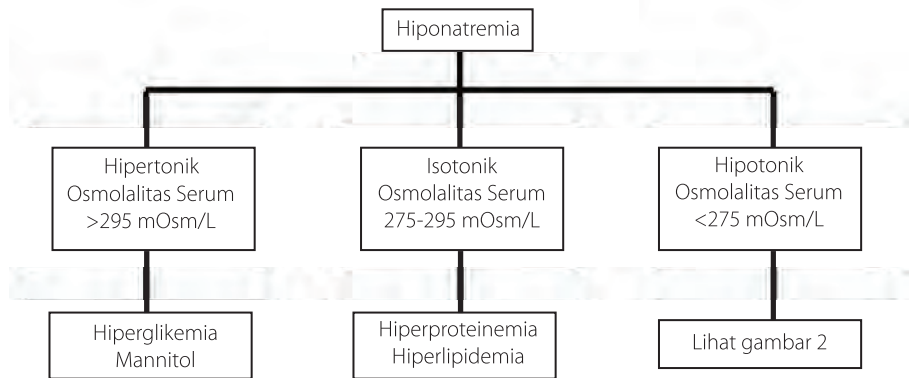 Hiponatremia
Hipertonik
Osmolalitas Serum
>295 mOsm/L
Isotonik
Osmolalitas Serum
275-295 mOsm/L
Hipotonik
Osmolalitas Serum
<275 mOsm/L
Hiperglikemia
Mannitol
Hiperproteinemia
Hiperlipidemia
Lihat gambar 2